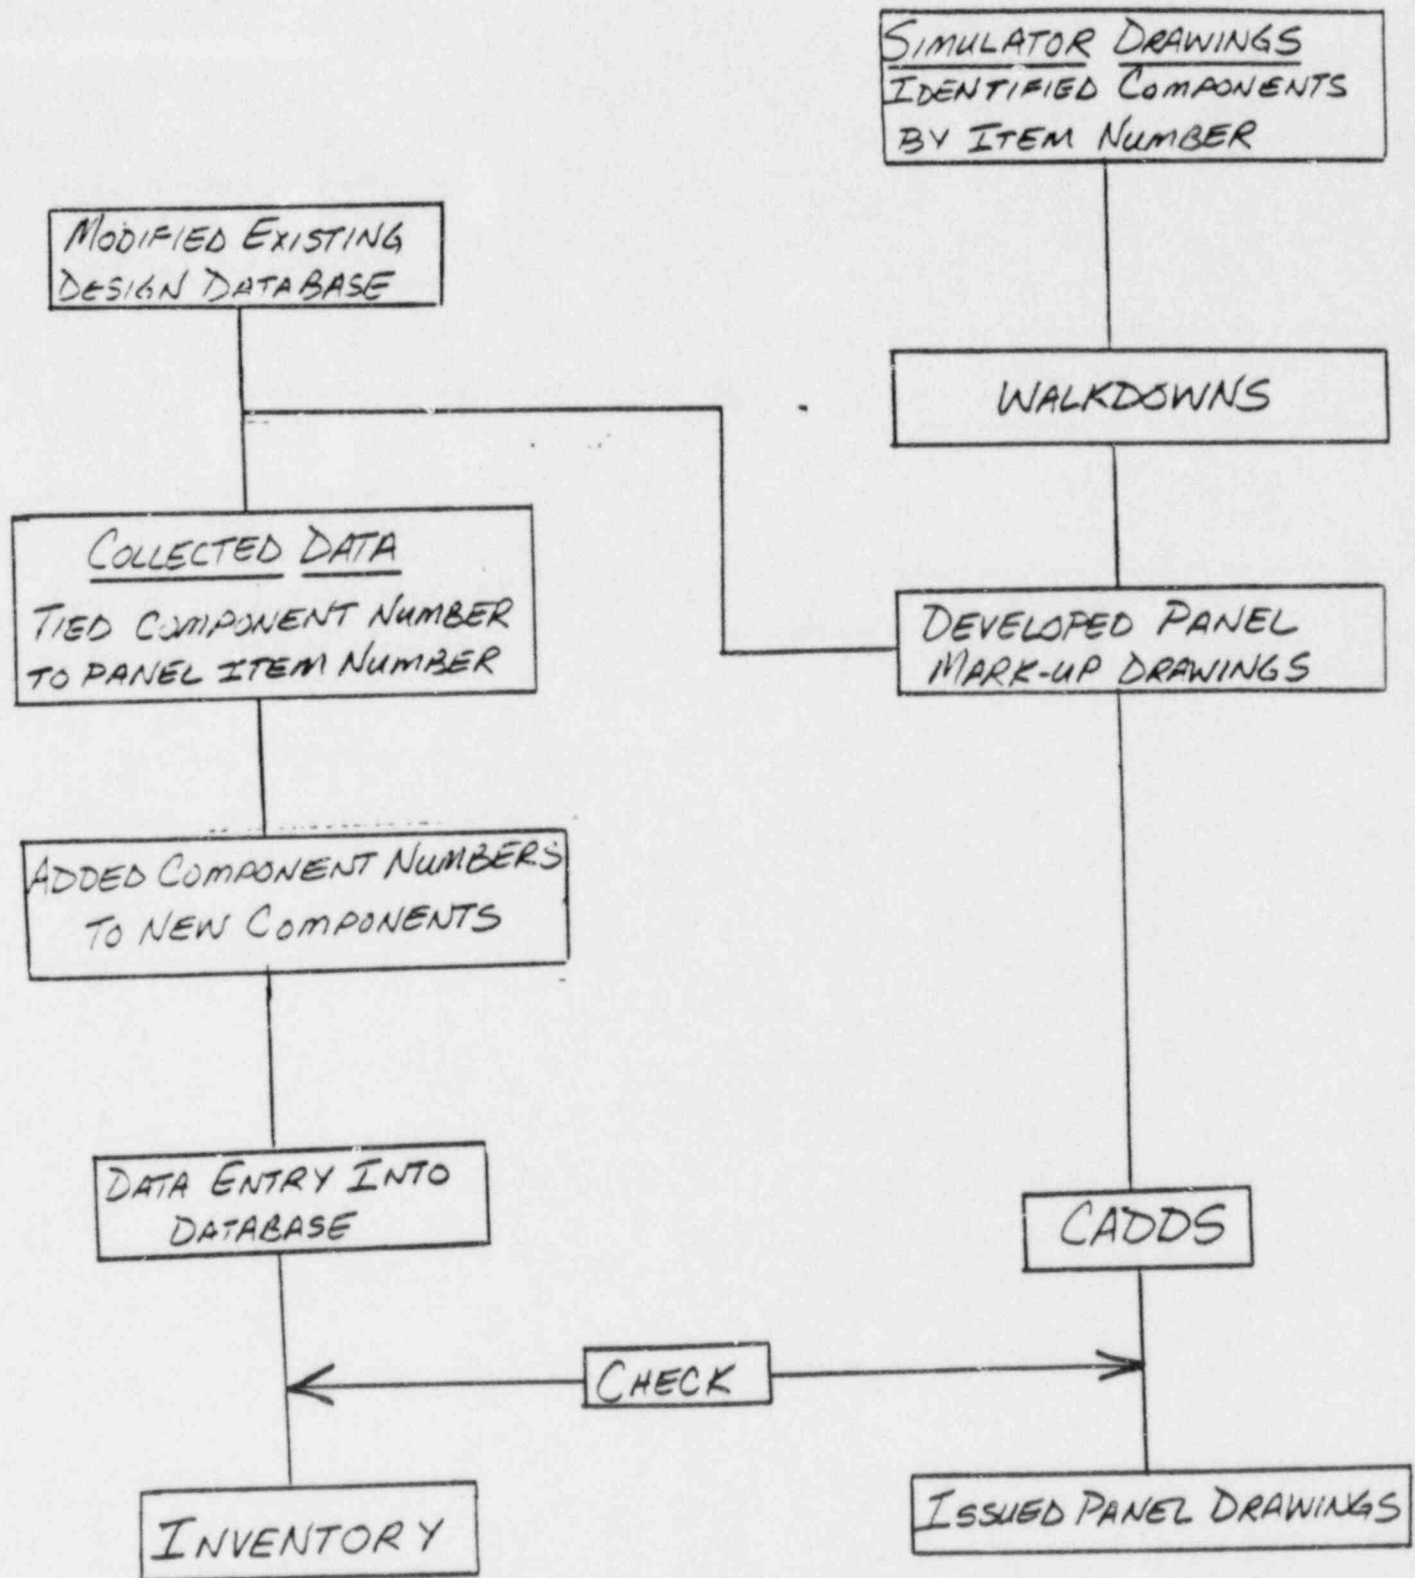 SIMULATOR DRAWINGS
IDENTIFIED COMPONENTS
BY ITEM NUMBER
MODIFIED EXISTING
DESIGN DATABASE
WALKDOWNS
COLLECTED DATA
TIED COMPONENT NUMBER
TO PANEL ITEM NUMBER
DEVELOPED PANEL
MARK-UP DRAWINGS
ADDED COMPONENT NUMBERS
TO NEW COMPONENTS
DATA ENTRY INTO
DATABASE
CADDS
CHECK
INVENTORY
ISSUED PANEL DRAWINGS